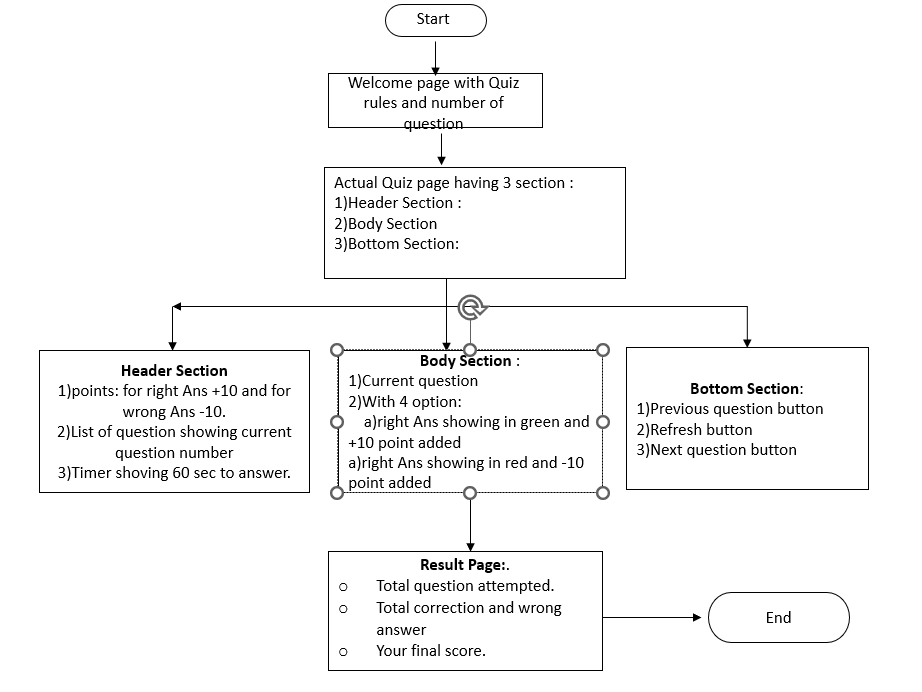 Start
Welcome page with Quiz
rules and number of
question
Actual Quiz page having 3 section :
1)Header Section :
2)Body Section
3)Bottom Section:
Header Section
1)points: for right Ans +10 and for
wrong Ans -10.
2)List of question showing current
question number
3)Timer shoving 60 sec to answer.
Body Section :
1)Current question
2)With 4 option:
a)right Ans showing in green and
+10 point added
a)right Ans showing in red and -10
point added
Bottom Section:
1)Previous question button
2)Refresh button
3)Next question button
Result Page:.
o Total question attempted.
o Total correction and wrong
answer
o Your final score.
End